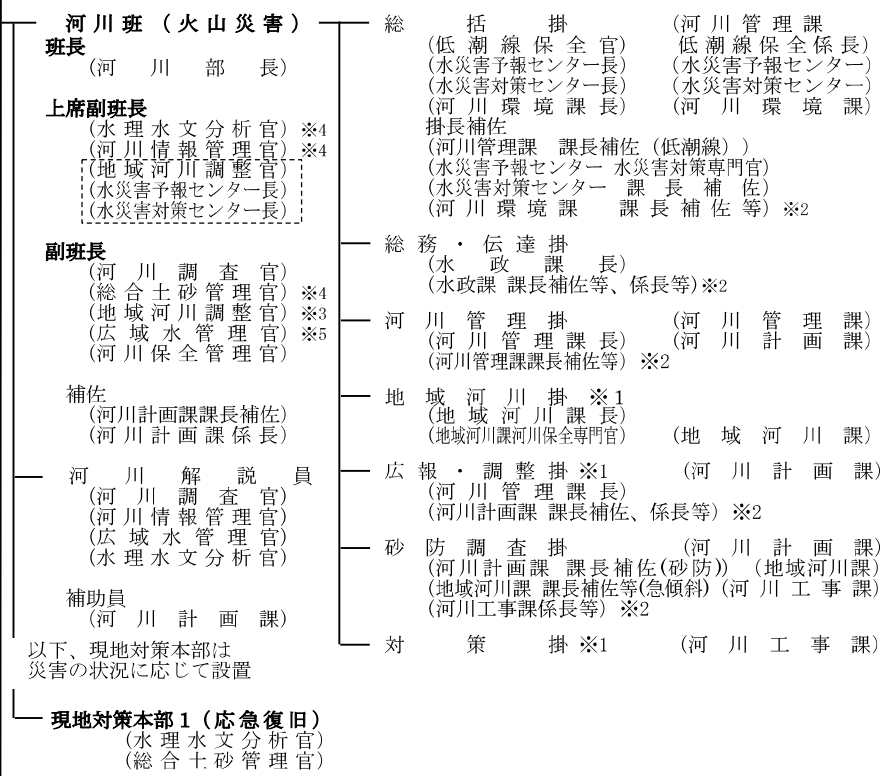 河川班（火山災害）
班長
（河川部長）
上席副班長
（水理水文分析官）※4
（河川情報管理官）※4
（地域河川調整官）
（水災害予報センター長）
（水災害対策センター長）
副班長
（河川調査官）
（総合土砂管理官）※4
（地域河川調整官）※3
（広域水管理官）※5
（河川保全管理官）
補佐
（河川計画課課長補佐）
（河川計画課係長）
河川解説員
（河川調査官）
（河川情報管理官）
（広域水管理官）
（水理水文分析官）
補助員
（河川計画課）
以下、現地対策本部は
災害の状況に応じて設置
現地対策本部1（応急復旧）
（水理水文分析官）
（総合土砂管理官）
総括掛 （河川管理課
（低潮線保全官） 低潮線保全係長）
（水災害予報センター長） （水災害予報センター）
（水災害対策センター長） （水災害対策センター）
（河川環境課長） （河川環境課）
掛長補佐
（河川管理課 課長補佐（低潮線））
（水災害予報センター 水災害対策専門官）
（水災害対策センター 課長補佐）
（河川環境課 課長補佐等）※2
総務・伝達掛
（水政課長）
（水政課 課長補佐等、係長等）※2
河川管理掛 （河川管理課）
（河川管理課長） （河川計画課）
（河川管理課課長補佐等）※2
地域河川掛 ※1
（地域河川課長）
（地域河川課河川保全専門官） （地域河川課）
広報・調整掛※1 （河川計画課）
（河川管理課長）
（河川計画課 課長補佐、係長等）※2
砂防調査掛 （河川計画課）
（河川計画課 課長補佐（砂防）） （地域河川課）
（地域河川課 課長補佐等（急傾斜）（河川工事課）
（河川工事課係長等）※2
対策掛※1 （河川工事課）